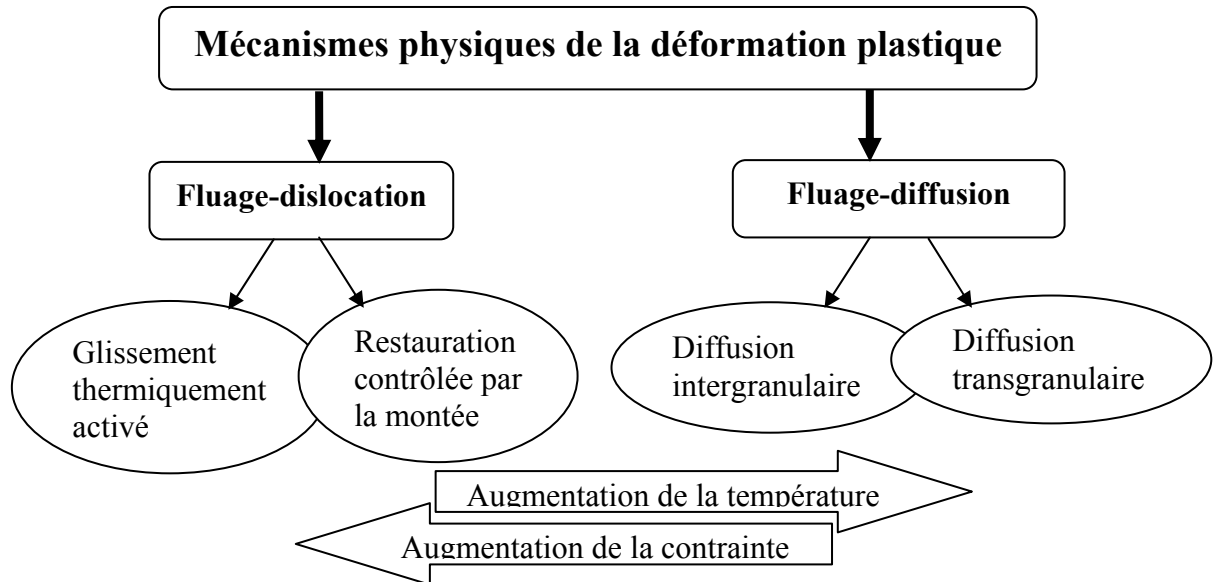 Mécanismes physiques de la déformation plastique
Fluage-dislocation
Fluage-diffusion
Glissement
thermiquement
activé
Restauration
contrôlée par
la montée
Diffusion
intergranulaire
Diffusion
transgranulaire
Augmentation de la température
Augmentation de la contrainte